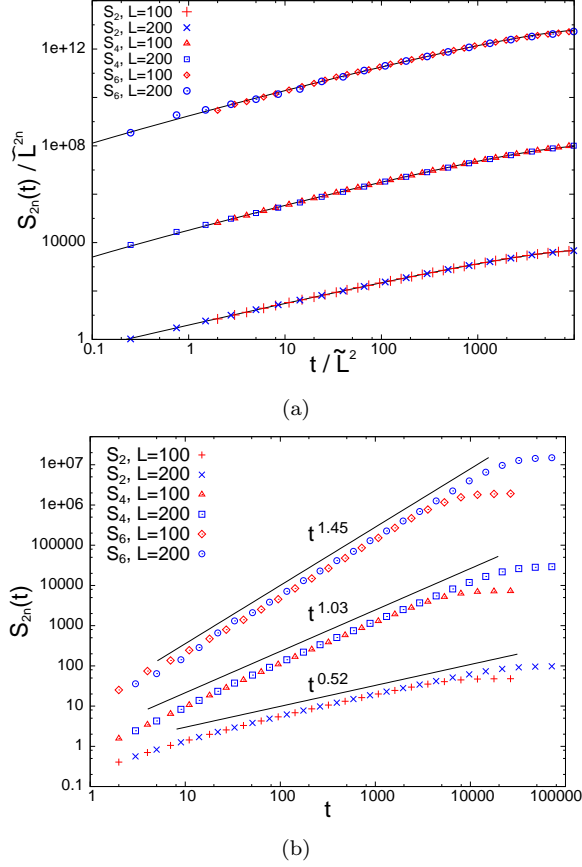 S₂, L=100
S₂, L=200
S₄, L=100
S₄, L=200
S₆, L=100
S₆, L=200
1e+12
1e+08
10000
1
S₂ₙ(t) / L̃²ⁿ
0.1 1 10 100 1000
t / L̃²
(a)
S₂, L=100
S₂, L=200
S₄, L=100
S₄, L=200
S₆, L=100
S₆, L=200
1e+07
1e+06
100000
10000
1000
100
10
1
0.1
S₂ₙ(t)
t^1.45
t^1.03
t^0.52
1 10 100 1000 10000 100000
t
(b)